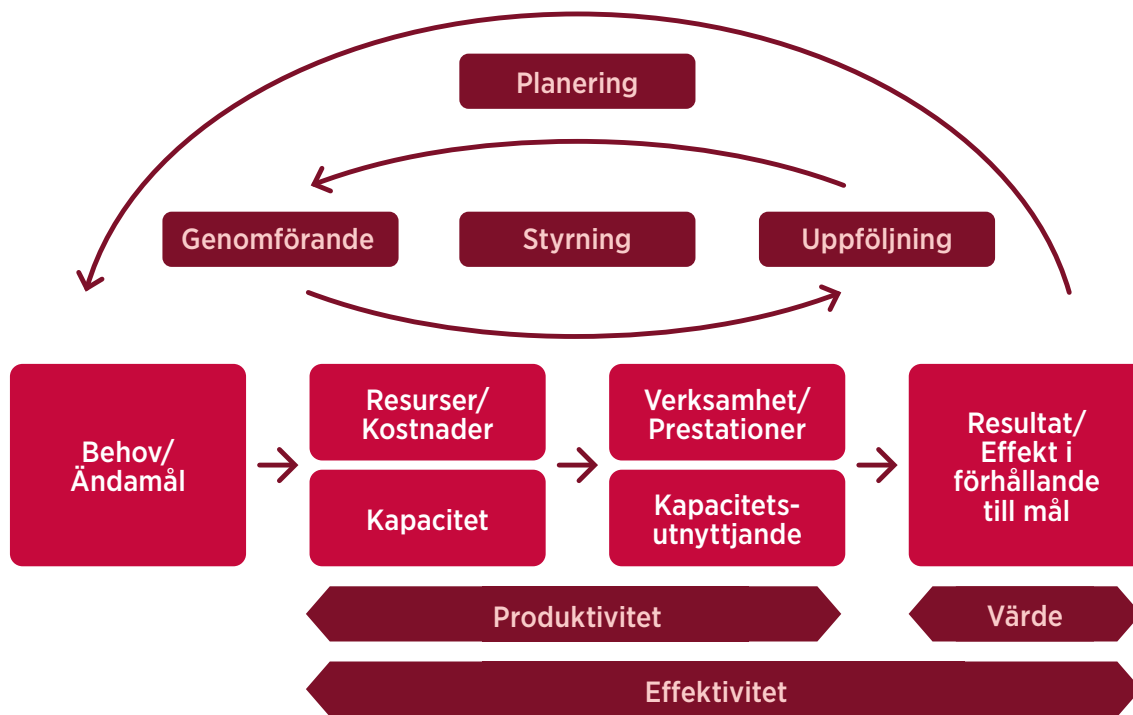 Planering
Genomförande
Styrning
Uppföljning
Behov/
Ändamål
Resurser/
Kostnader
Kapacitet
Verksamhet/
Prestationer
Kapacitets-
utnyttjande
Resultat/
Effekt i
förhållande
till mål
Produktivitet
Värde
Effektivitet